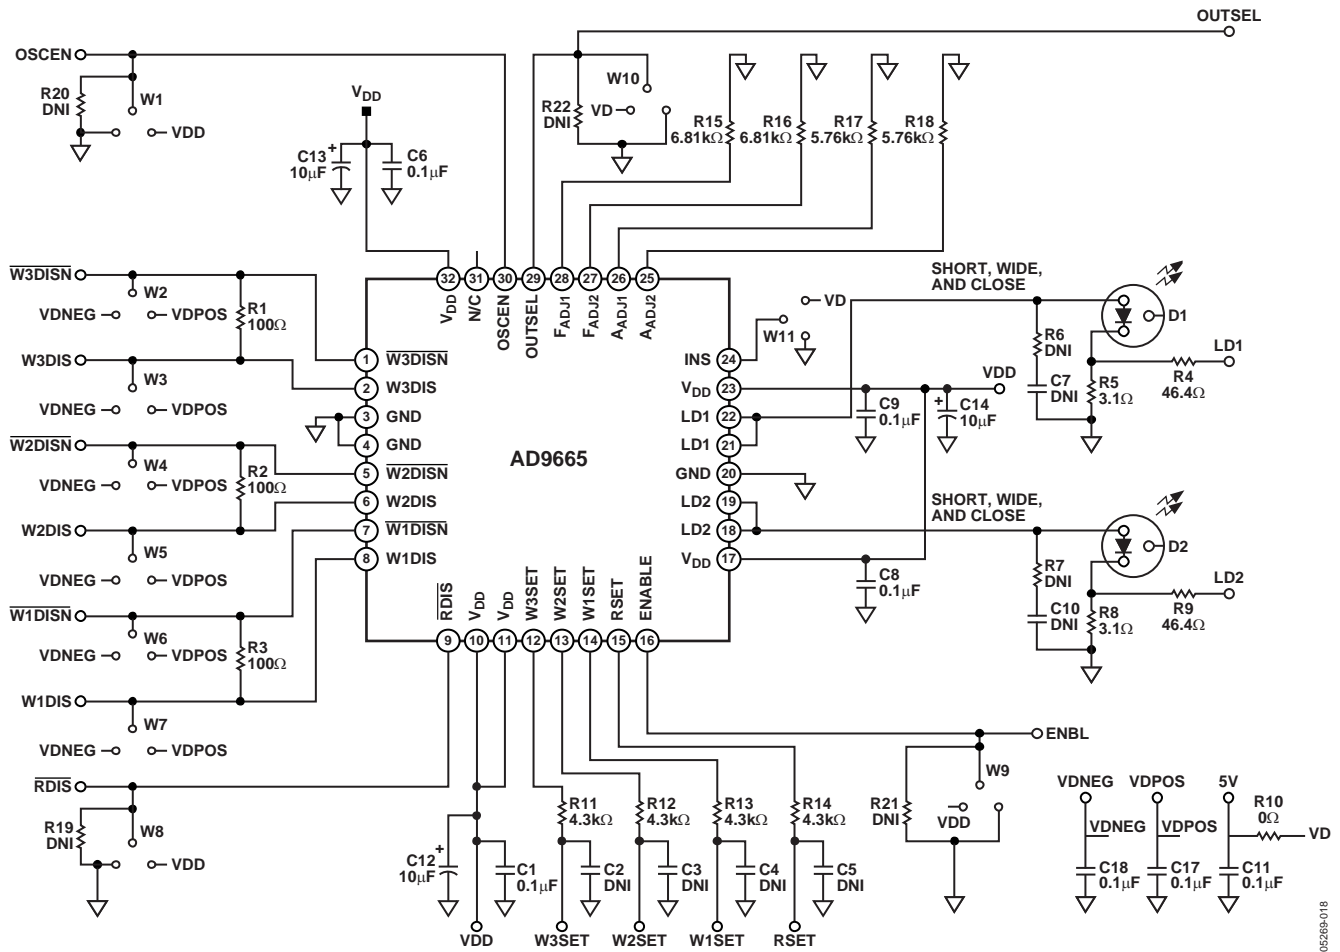 OUTSEL
OSCEN
R20
DNI
W1
VDD
VDD
C13
10μF
+
C6
0.1μF
W10
R22
DNI
VD
R15
6.81kΩ
R16
6.81kΩ
R17
5.76kΩ
R18
5.76kΩ
W3DISN
W2
VDNEG
VDPOS
R1
100Ω
W3DIS
W3
VDNEG
VDPOS
W2DISN
W4
VDNEG
VDPOS
R2
100Ω
W2DIS
W5
VDNEG
VDPOS
W1DISN
W6
VDNEG
VDPOS
R3
100Ω
W1DIS
W7
VDNEG
VDPOS
RDIS
R19
DNI
W8
VDD
32 31 30 29 28 27 26 25
VDD
N/C
OSCEN
OUTSEL
FADJ1
FADJ2
AADJ1
AADJ2
1 W3DISN
2 W3DIS
3 GND
4 GND
5 W2DISN
6 W2DIS
7 W1DISN
8 W1DIS
AD9665
INS 24
VDD 23
LD1 22
LD1 21
GND 20
LD2 19
LD2 18
VDD 17
RDIS
VDD
VDD
W3SET
W2SET
W1SET
RSET
ENABLE
9 10 11 12 13 14 15 16
VD
W11
SHORT, WIDE,
AND CLOSE
D1
R6
DNI
C7
DNI
R5
3.1Ω
R4
46.4Ω
LD1
VDD
C9
0.1μF
+
C14
10μF
SHORT, WIDE,
AND CLOSE
D2
R7
DNI
C10
DNI
R8
3.1Ω
R9
46.4Ω
LD2
C8
0.1μF
ENBL
R21
DNI
W9
VDD
R11
4.3kΩ
R12
4.3kΩ
R13
4.3kΩ
R14
4.3kΩ
+
C12
10μF
C1
0.1μF
C2
DNI
C3
DNI
C4
DNI
C5
DNI
VDD
W3SET
W2SET
W1SET
RSET
VDNEG
VDPOS
5V
R10
0Ω
VDNEG
VDPOS
VD
C18
0.1μF
C17
0.1μF
C11
0.1μF
05269-018